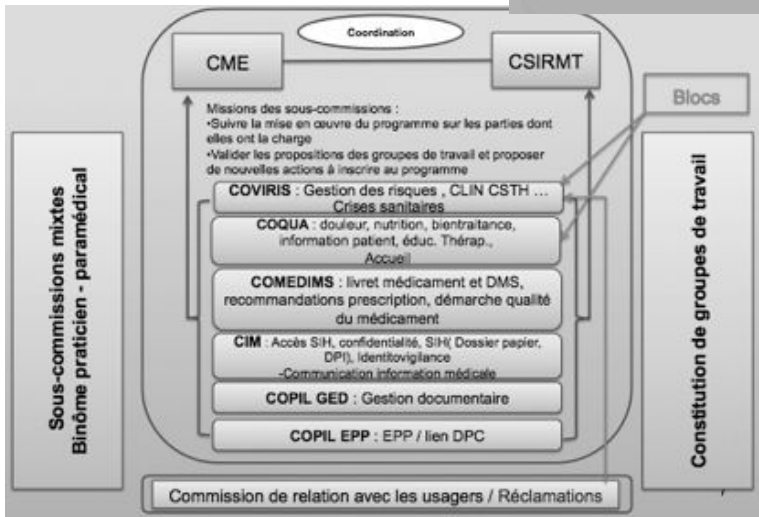 Coordination
CME
CSIRMT
Blocs
Missions des sous-commissions :
•Suivre la mise en œuvre du programme sur les parties dont
elles ont la charge
•Valider les propositions des groupes de travail et proposer
de nouvelles actions à inscrire au programme
Sous-commissions mixtes
Binôme praticien - paramédical
COVIRIS : Gestion des risques , CLIN CSTH ...
Crises sanitaires
COQUA : douleur, nutrition, bientraitance,
information patient, éduc. Thérap.,
Accueil
COMEDIMS : livret médicament et DMS,
recommandations prescription, démarche qualité
du médicament
CIM : Accès SIH, confidentialité, SIH( Dossier papier,
DPI), Identitovigilance
-Communication information médicale
COPIL GED : Gestion documentaire
COPIL EPP : EPP / lien DPC
Constitution de groupes de travail
Commission de relation avec les usagers / Réclamations